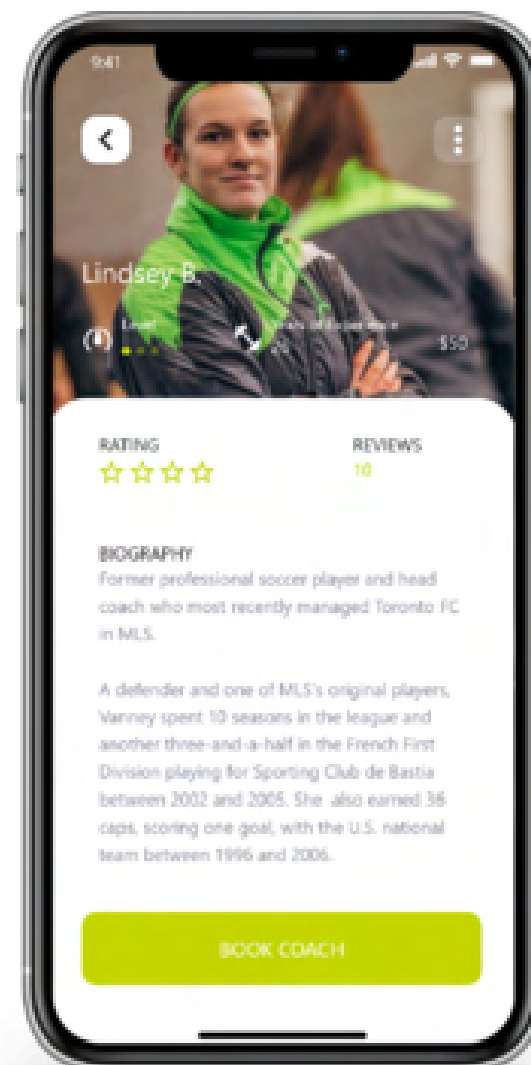 9:41
Lindsey B.
Level
Years of Experience
$50
RATING
REVIEWS
10
BIOGRAPHY
Former professional soccer player and head
coach who most recently managed Toronto FC
in MLS.
A defender and one of MLS's original players,
Vanney spent 10 seasons in the league and
another three-and-a-half in the French First
Division playing for Sporting Club de Bastia
between 2002 and 2005. She also earned 36
caps, scoring one goal, with the U.S. national
team between 1996 and 2006.
BOOK COACH